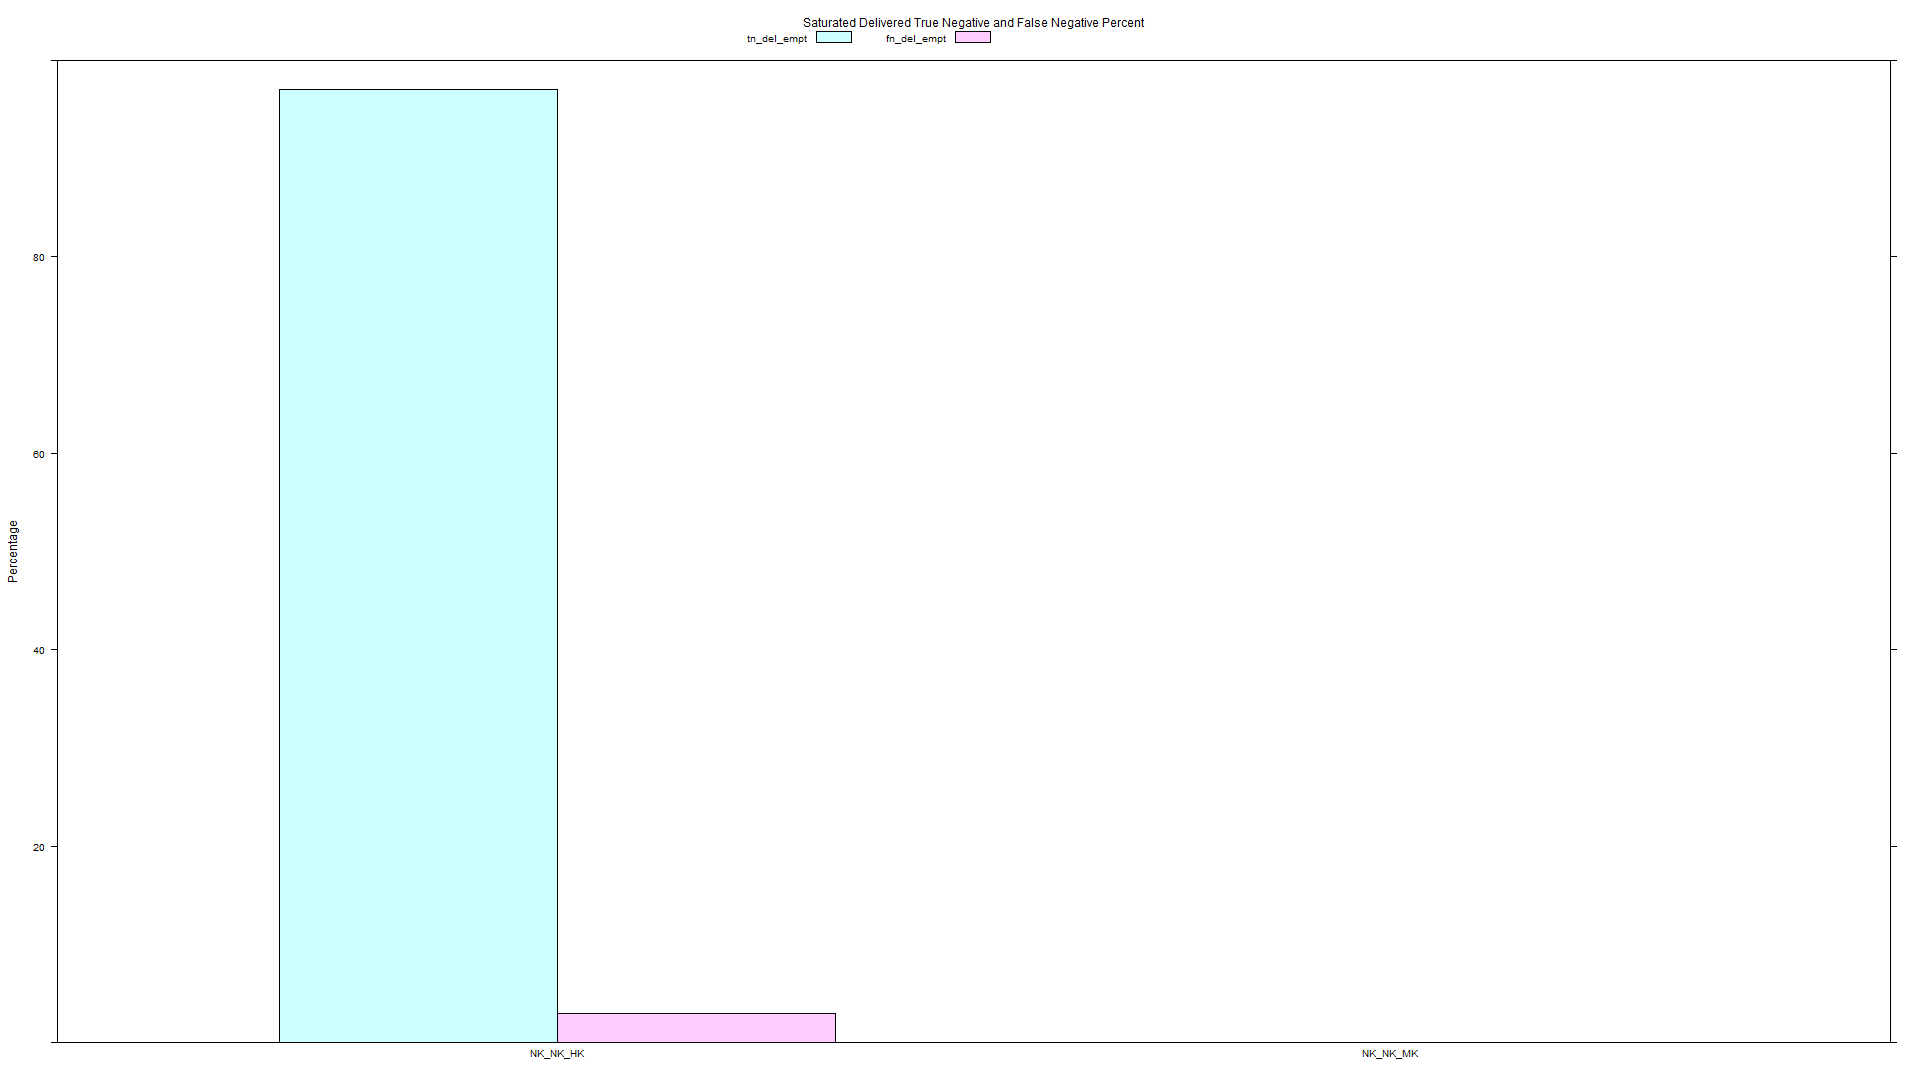 Saturated Delivered True Negative and False Negative Percent
tn_del_empt fn_del_empt
80
60
40
20
Percentage
NK_NK_HK NK_NK_MK